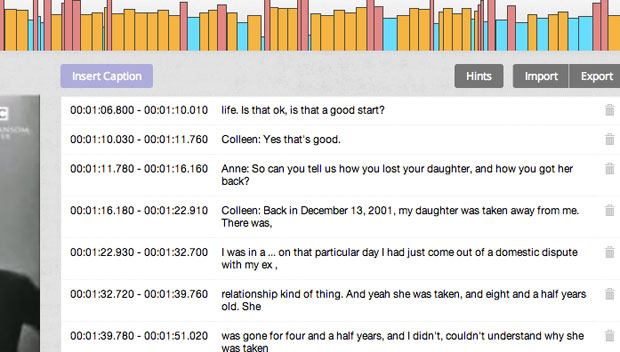 Insert Caption
Hints
Import
Export
C
ANSOM
TER
00:01:06.800 - 00:01:10.010 life. Is that ok, is that a good start?
00:01:10.030 - 00:01:11.760 Colleen: Yes that's good.
00:01:11.780 - 00:01:16.160 Anne: So can you tell us how you lost your daughter, and how you got her
back?
00:01:16.180 - 00:01:22.910 Colleen: Back in December 13, 2001, my daughter was taken away from me.
There was,
00:01:22.930 - 00:01:32.700 I was in a ... on that particular day I had just come out of a domestic dispute
with my ex ,
00:01:32.720 - 00:01:39.760 relationship kind of thing. And yeah she was taken, and eight and a half years
old. She
00:01:39.780 - 00:01:51.020 was gone for four and a half years, and I didn't, couldn't understand why she
was taken